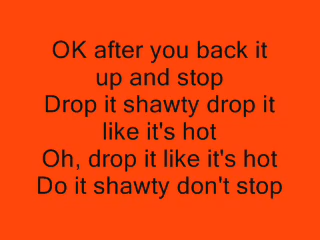 OK after you back it
up and stop
Drop it shawty drop it
like it's hot
Oh, drop it like it's hot
Do it shawty don't stop